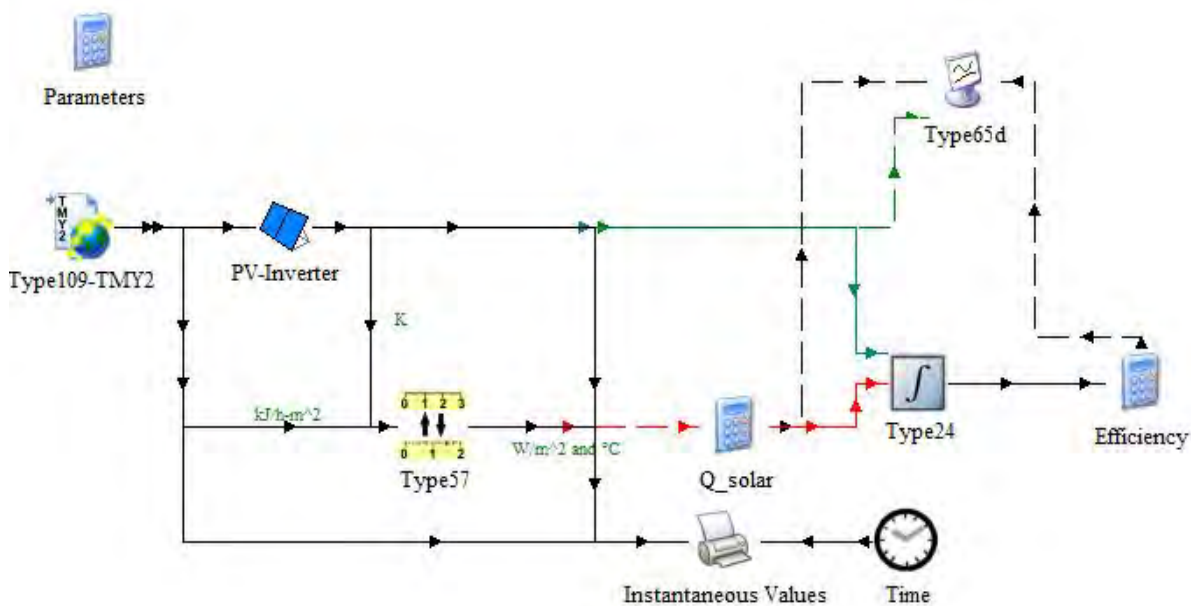 Parameters
Type65d
TMY2
Type109-TMY2
PV-Inverter
K
kJ/h-m^2
0 1 2 3
0 1 2
Type57
W/m^2 and °C
Q_solar
∫
Type24
Efficiency
Instantaneous Values
Time